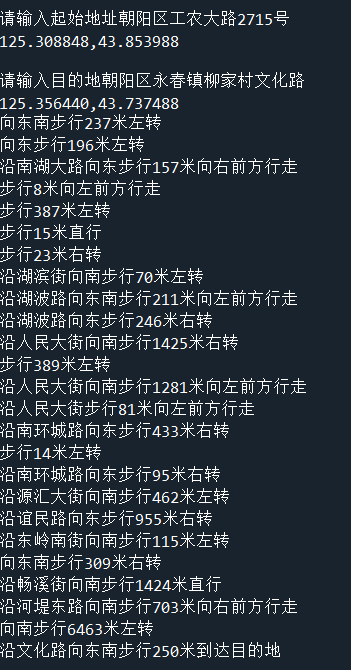 请输入起始地址朝阳区工农大路2715号
125.308848,43.853988
请输入目的地朝阳区永春镇柳家村文化路
125.356440,43.737488
向东南步行237米左转
向东步行196米左转
沿南湖大路向东步行157米向右前方行走
步行8米向左前方行走
步行387米左转
步行15米直行
步行23米右转
沿湖滨街向南步行70米左转
沿湖波路向东南步行211米向左前方行走
沿湖波路向东步行246米右转
沿人民大街向南步行1425米右转
步行389米左转
沿人民大街向南步行1281米向左前方行走
沿人民大街步行81米向左前方行走
沿南环城路向东步行433米右转
步行14米左转
沿南环城路向东步行95米右转
沿源汇大街向南步行462米左转
沿谊民路向东步行955米右转
沿东岭南街向南步行115米左转
向东南步行309米右转
沿畅溪街向南步行1424米直行
沿河堤东路向南步行703米向右前方行走
向南步行6463米左转
沿文化路向东南步行250米到达目的地